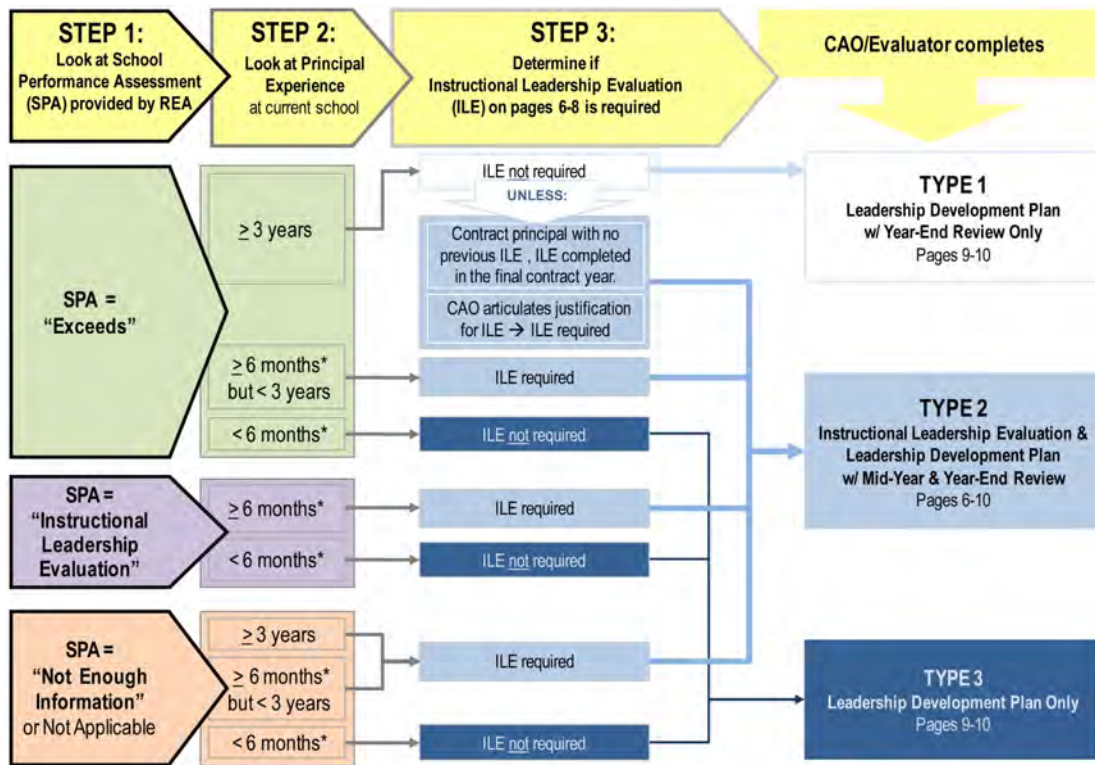 STEP 1:
Look at School
Performance Assessment
(SPA) provided by REA
STEP 2:
Look at Principal
Experience
at current school
STEP 3:
Determine if
Instructional Leadership Evaluation
(ILE) on pages 6-8 is required
CAO/Evaluator completes
SPA =
“Exceeds”
≥ 3 years
ILE not required
UNLESS:
Contract principal with no
previous ILE , ILE completed
in the final contract year.
CAO articulates justification
for ILE → ILE required
≥ 6 months*
but < 3 years
ILE required
< 6 months*
ILE not required
TYPE 1
Leadership Development Plan
w/ Year-End Review Only
Pages 9-10
SPA =
“Instructional
Leadership
Evaluation”
≥ 6 months*
ILE required
< 6 months*
ILE not required
TYPE 2
Instructional Leadership Evaluation &
Leadership Development Plan
w/ Mid-Year & Year-End Review
Pages 6-10
SPA =
“Not Enough
Information”
or Not Applicable
≥ 3 years
≥ 6 months*
but < 3 years
ILE required
< 6 months*
ILE not required
TYPE 3
Leadership Development Plan Only
Pages 9-10